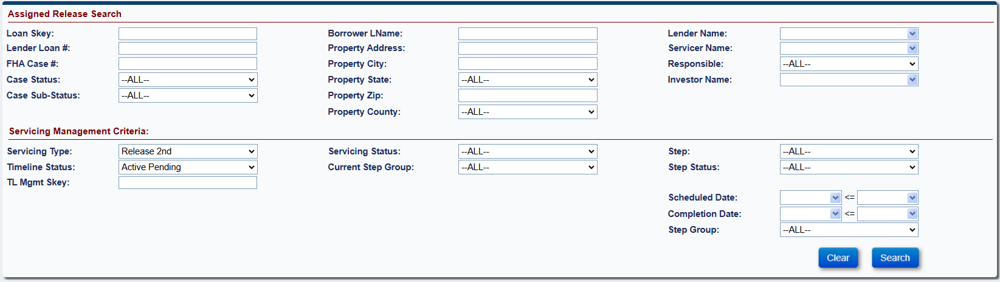 Assigned Release Search
Loan Skey: Borrower LName: Lender Name:
Lender Loan #: Property Address: Servicer Name:
FHA Case #: Property City: Responsible: --ALL--
Case Status: --ALL-- Property State: --ALL-- Investor Name:
Case Sub-Status: --ALL-- Property Zip:
Property County: --ALL--
Servicing Management Criteria:
Servicing Type: Release 2nd Servicing Status: --ALL-- Step: --ALL--
Timeline Status: Active Pending Current Step Group: --ALL-- Step Status: --ALL--
TL Mgmt Skey:
Scheduled Date: <=
Completion Date: <=
Step Group: --ALL--
Clear Search